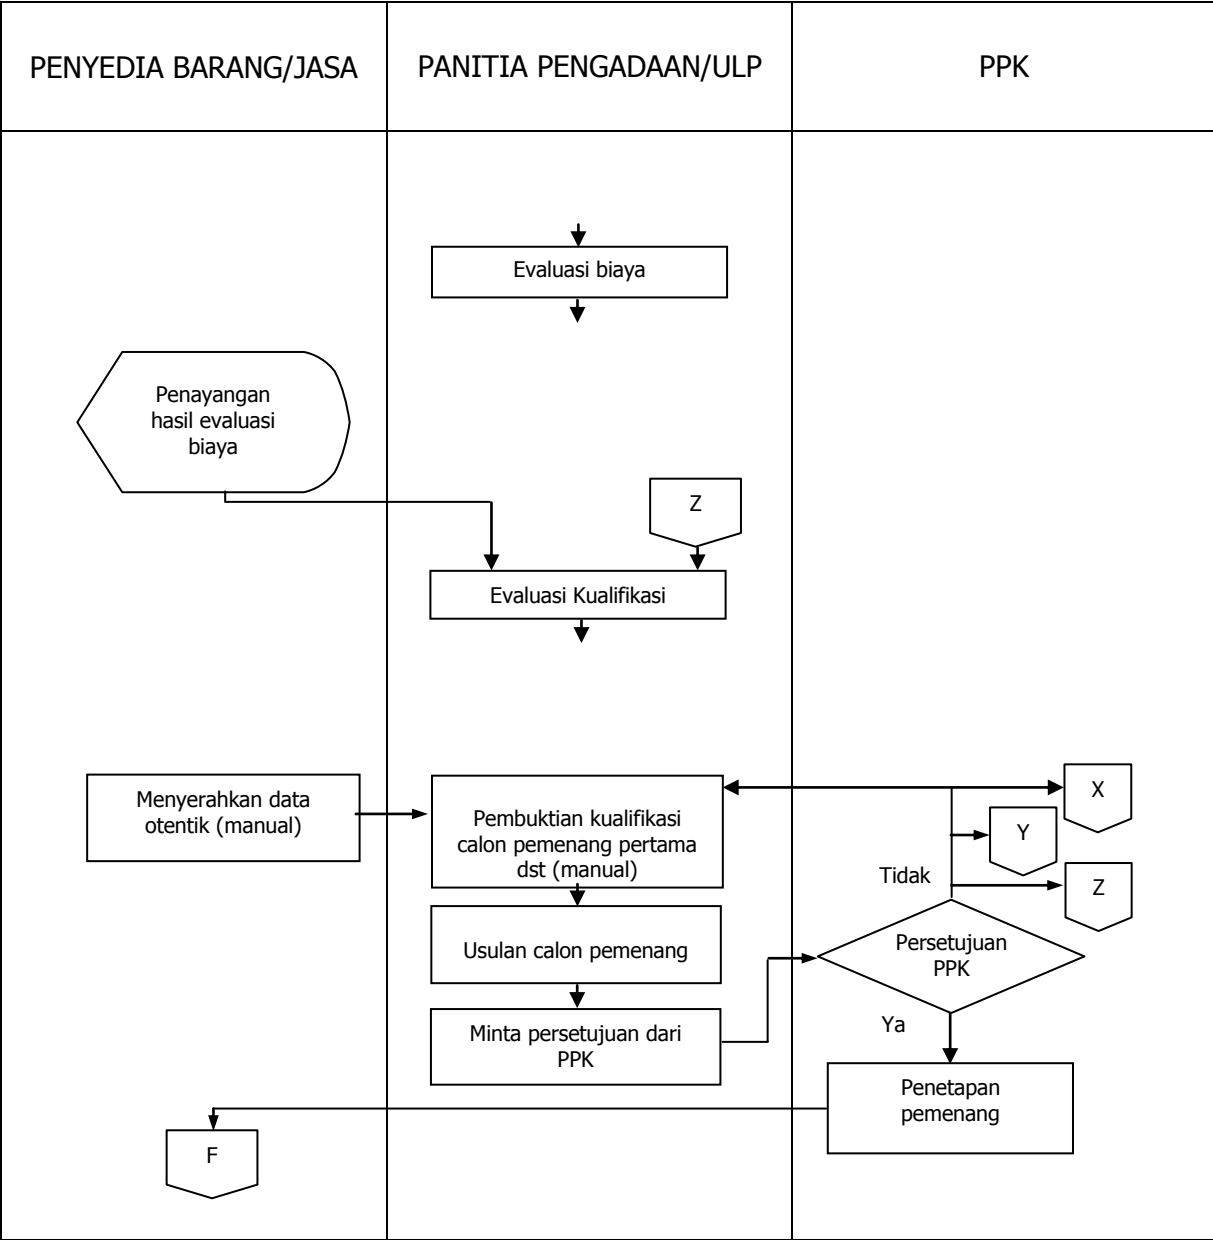 PENYEDIA BARANG/JASA
PANITIA PENGADAAN/ULP
PPK
Evaluasi biaya
Penayangan
hasil evaluasi
biaya
Z
Evaluasi Kualifikasi
Menyerahkan data
otentik (manual)
Pembuktian kualifikasi
calon pemenang pertama
dst (manual)
X
Y
Tidak
Z
Usulan calon pemenang
Persetujuan
PPK
Minta persetujuan dari
PPK
Ya
Penetapan
pemenang
F